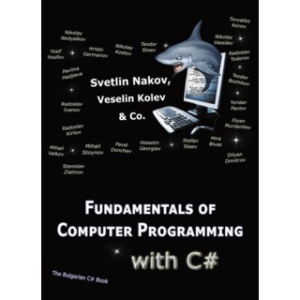 Nikolay
Nedyalkov
Hristo
Germanov
Nikolay
Kostov
Teodor
Stoev
Tsvyatko
Konov
Nikolay
Vassilev
Yosif
Yosifov
Radoslav
Todorov
Pavlina
Hadjieva
Teodor
Bozhikov
Svetlin Nakov,
Veselin Kolev
& Co.
Radoslav
Ivanov
Yordan
Pavlov
Iliyan
Murdanliev
Radoslav
Kirilov
Mira
Bivas
Mihail
Valkov
Mihail
Stoynov
Pavel
Donchev
Vesselin
Georgiev
Stefan
Staev
Dilyan
Dimitrov
Stanislav
Zlatinov
FUNDAMENTALS OF
COMPUTER PROGRAMMING
with C#
The Bulgarian C# Book